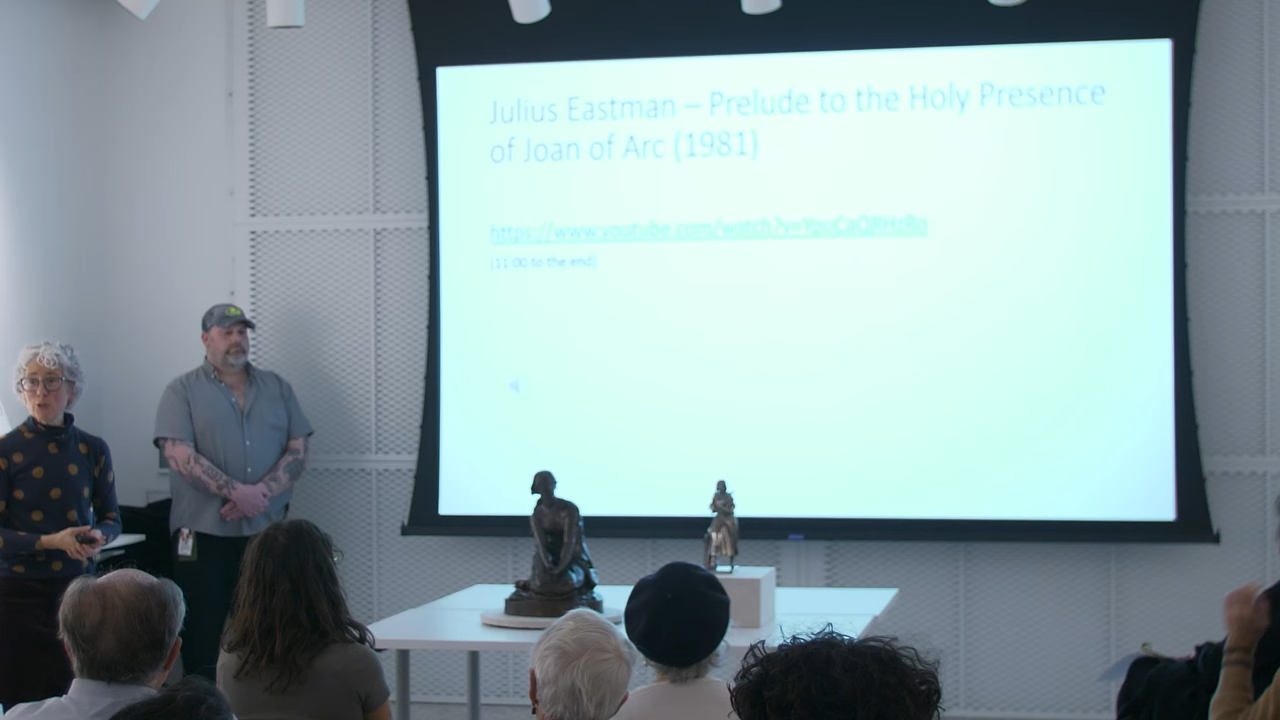 Julius Eastman – Prelude to the Holy Presence
of Joan of Arc (1981)
(11:00 to the end)